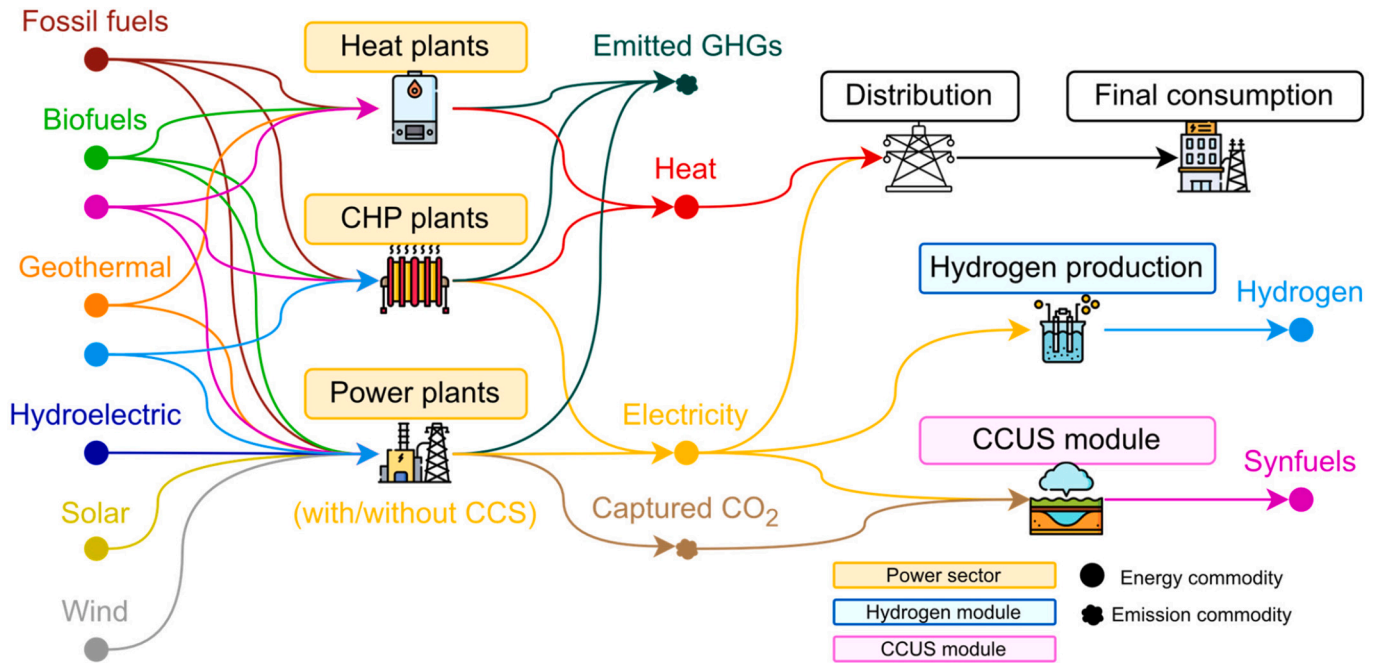 Fossil fuels
Heat plants
Emitted GHGs
Distribution
Final consumption
Biofuels
Heat
CHP plants
Geothermal
Hydrogen production
Hydrogen
Power plants
Hydroelectric
Electricity
CCUS module
Synfuels
Solar
(with/without CCS)
Captured CO₂
Power sector
Energy commodity
Wind
Hydrogen module
Emission commodity
CCUS module